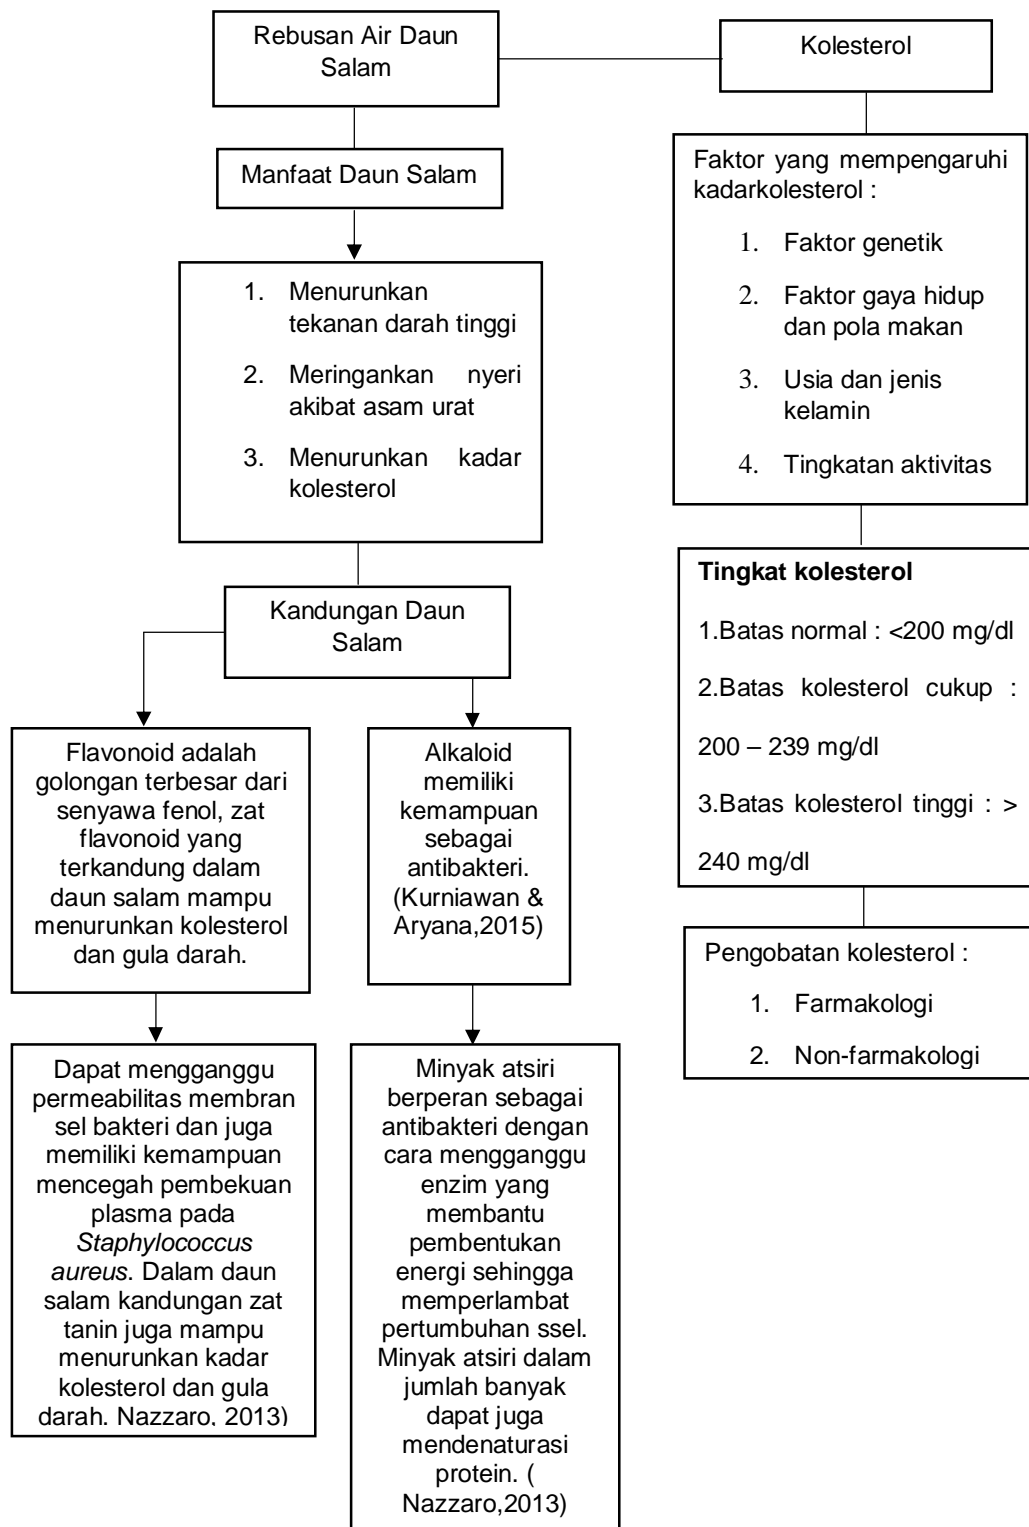 Rebusan Air Daun
Salam
Kolesterol
Manfaat Daun Salam
1. Menurunkan
tekanan darah tinggi
2. Meringankan nyeri
akibat asam urat
3. Menurunkan kadar
kolesterol
Kandungan Daun
Salam
Flavonoid adalah
golongan terbesar dari
senyawa fenol, zat
flavonoid yang
terkandung dalam
daun salam mampu
menurunkan kolesterol
dan gula darah.
Alkaloid
memiliki
kemampuan
sebagai
antibakteri.
(Kurniawan &
Aryana,2015)
Dapat mengganggu
permeabilitas membran
sel bakteri dan juga
memiliki kemampuan
mencegah pembekuan
plasma pada
Staphylococcus
aureus. Dalam daun
salam kandungan zat
tanin juga mampu
menurunkan kadar
kolesterol dan gula
darah. Nazzaro, 2013)
Minyak atsiri
berperan sebagai
antibakteri dengan
cara mengganggu
enzim yang
membantu
pembentukan
energi sehingga
memperlambat
pertumbuhan ssel.
Minyak atsiri dalam
jumlah banyak
dapat juga
mendenaturasi
protein. (
Nazzaro,2013)
Faktor yang mempengaruhi
kadarkolesterol :
1. Faktor genetik
2. Faktor gaya hidup
dan pola makan
3. Usia dan jenis
kelamin
4. Tingkatan aktivitas
Tingkat kolesterol
1.Batas normal : <200 mg/dl
2.Batas kolesterol cukup :
200 – 239 mg/dl
3.Batas kolesterol tinggi : >
240 mg/dl
Pengobatan kolesterol :
1. Farmakologi
2. Non-farmakologi